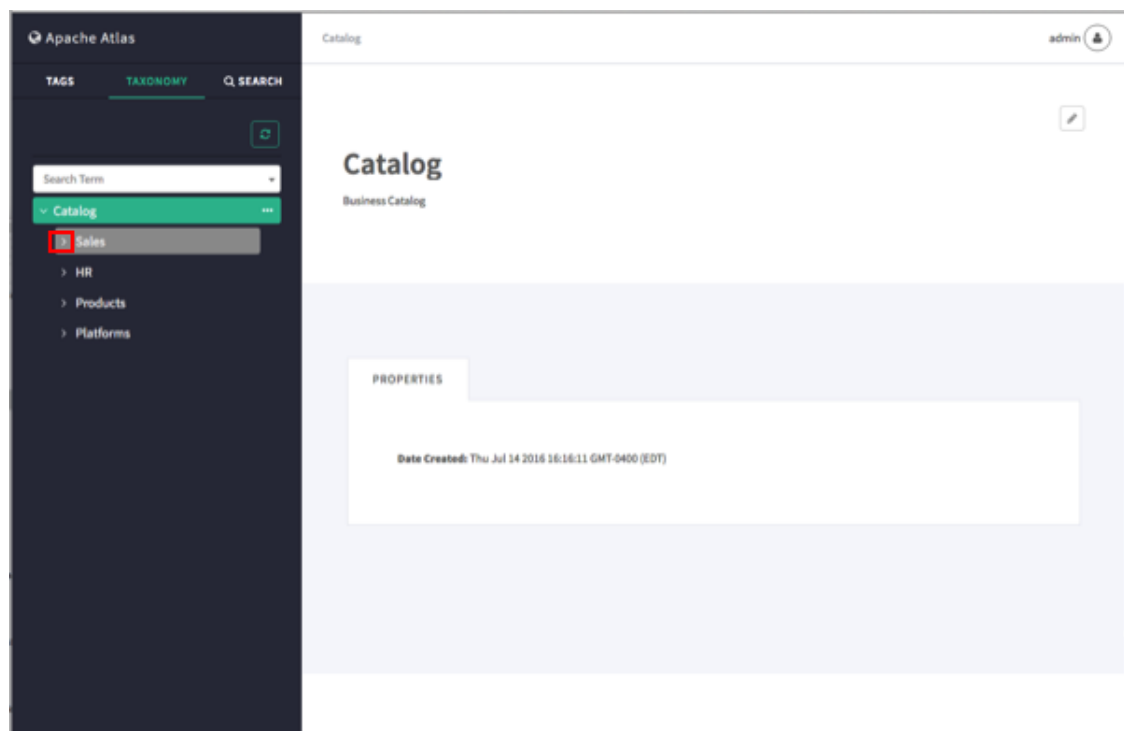 Apache Atlas
Catalog
admin
TAGS TAXONOMY SEARCH
Search Term
Catalog
Business Catalog
Catalog
Sales
HR
Products
Platforms
PROPERTIES
Date Created: Thu Jul 14 2016 16:16:11 GMT-0400 (EDT)